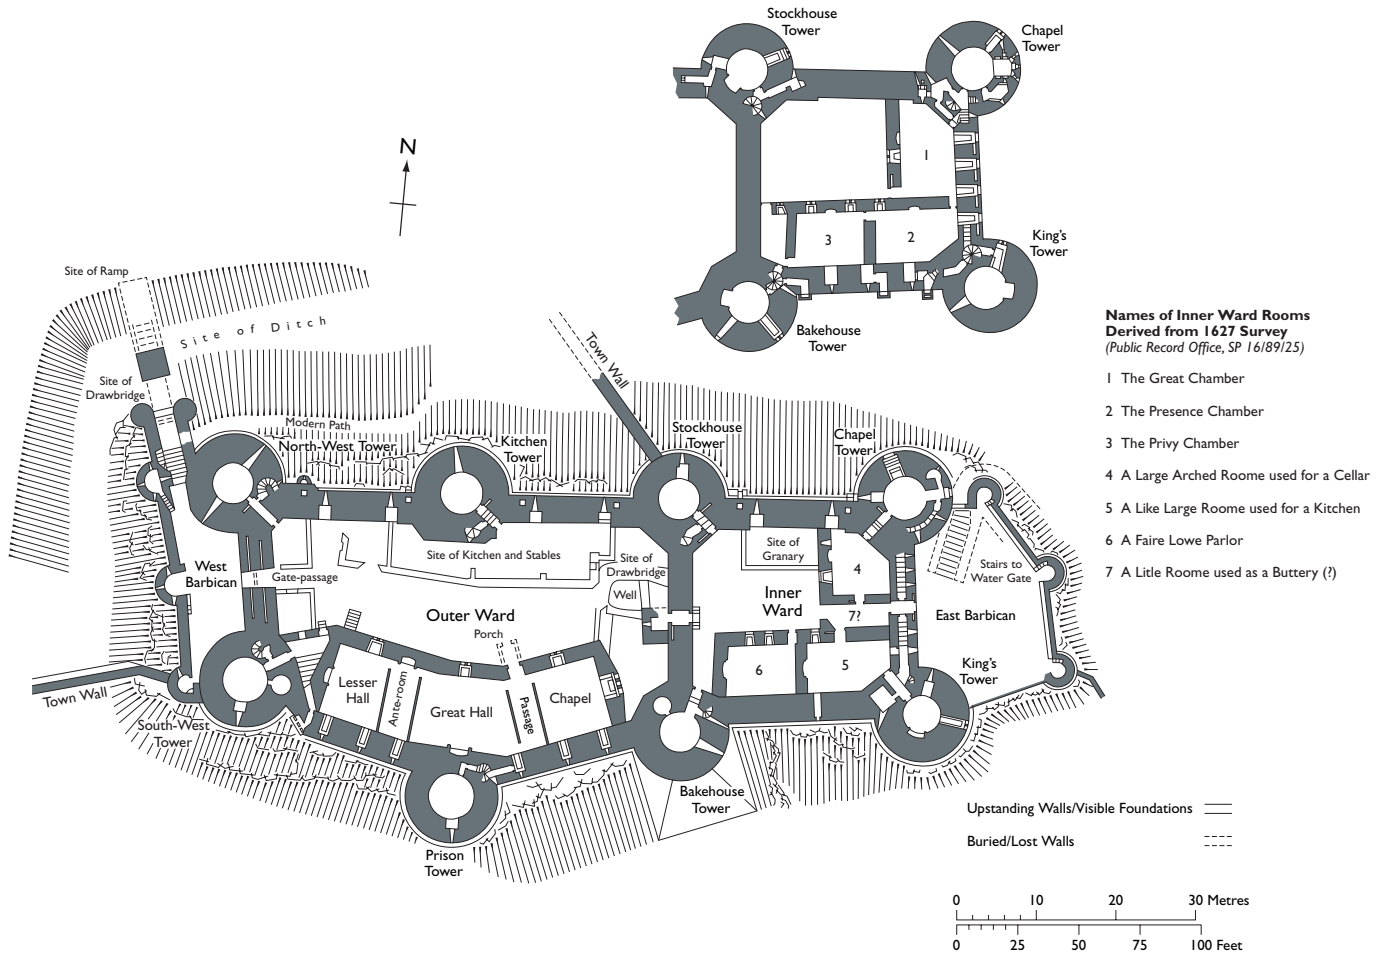 Stockhouse
Tower
Chapel
Tower
N
1
King's
Tower
3
2
Bakehouse
Tower
Names of Inner Ward Rooms
Derived from 1627 Survey
(Public Record Office, SP 16/89/25)
1 The Great Chamber
2 The Presence Chamber
3 The Privy Chamber
4 A Large Arched Roome used for a Cellar
5 A Like Large Roome used for a Kitchen
6 A Faire Lowe Parlor
7 A Litle Roome used as a Buttery (?)
Site of Ramp
Site of Ditch
Site of
Drawbridge
Town Wall
Modern Path
North-West Tower
Kitchen
Tower
Stockhouse
Tower
Chapel
Tower
West
Barbican
Gate-passage
Site of Kitchen and Stables
Site of
Drawbridge
Well
Site of
Granary
4
Stairs to
Water Gate
Outer Ward
Porch
Inner
Ward
7?
East Barbican
Town Wall
South-West
Tower
Lesser
Hall
Ante-room
Great Hall
Passage
Chapel
6
5
King's
Tower
Bakehouse
Tower
Prison
Tower
Upstanding Walls/Visible Foundations
Buried/Lost Walls
0 10 20 30 Metres
0 25 50 75 100 Feet